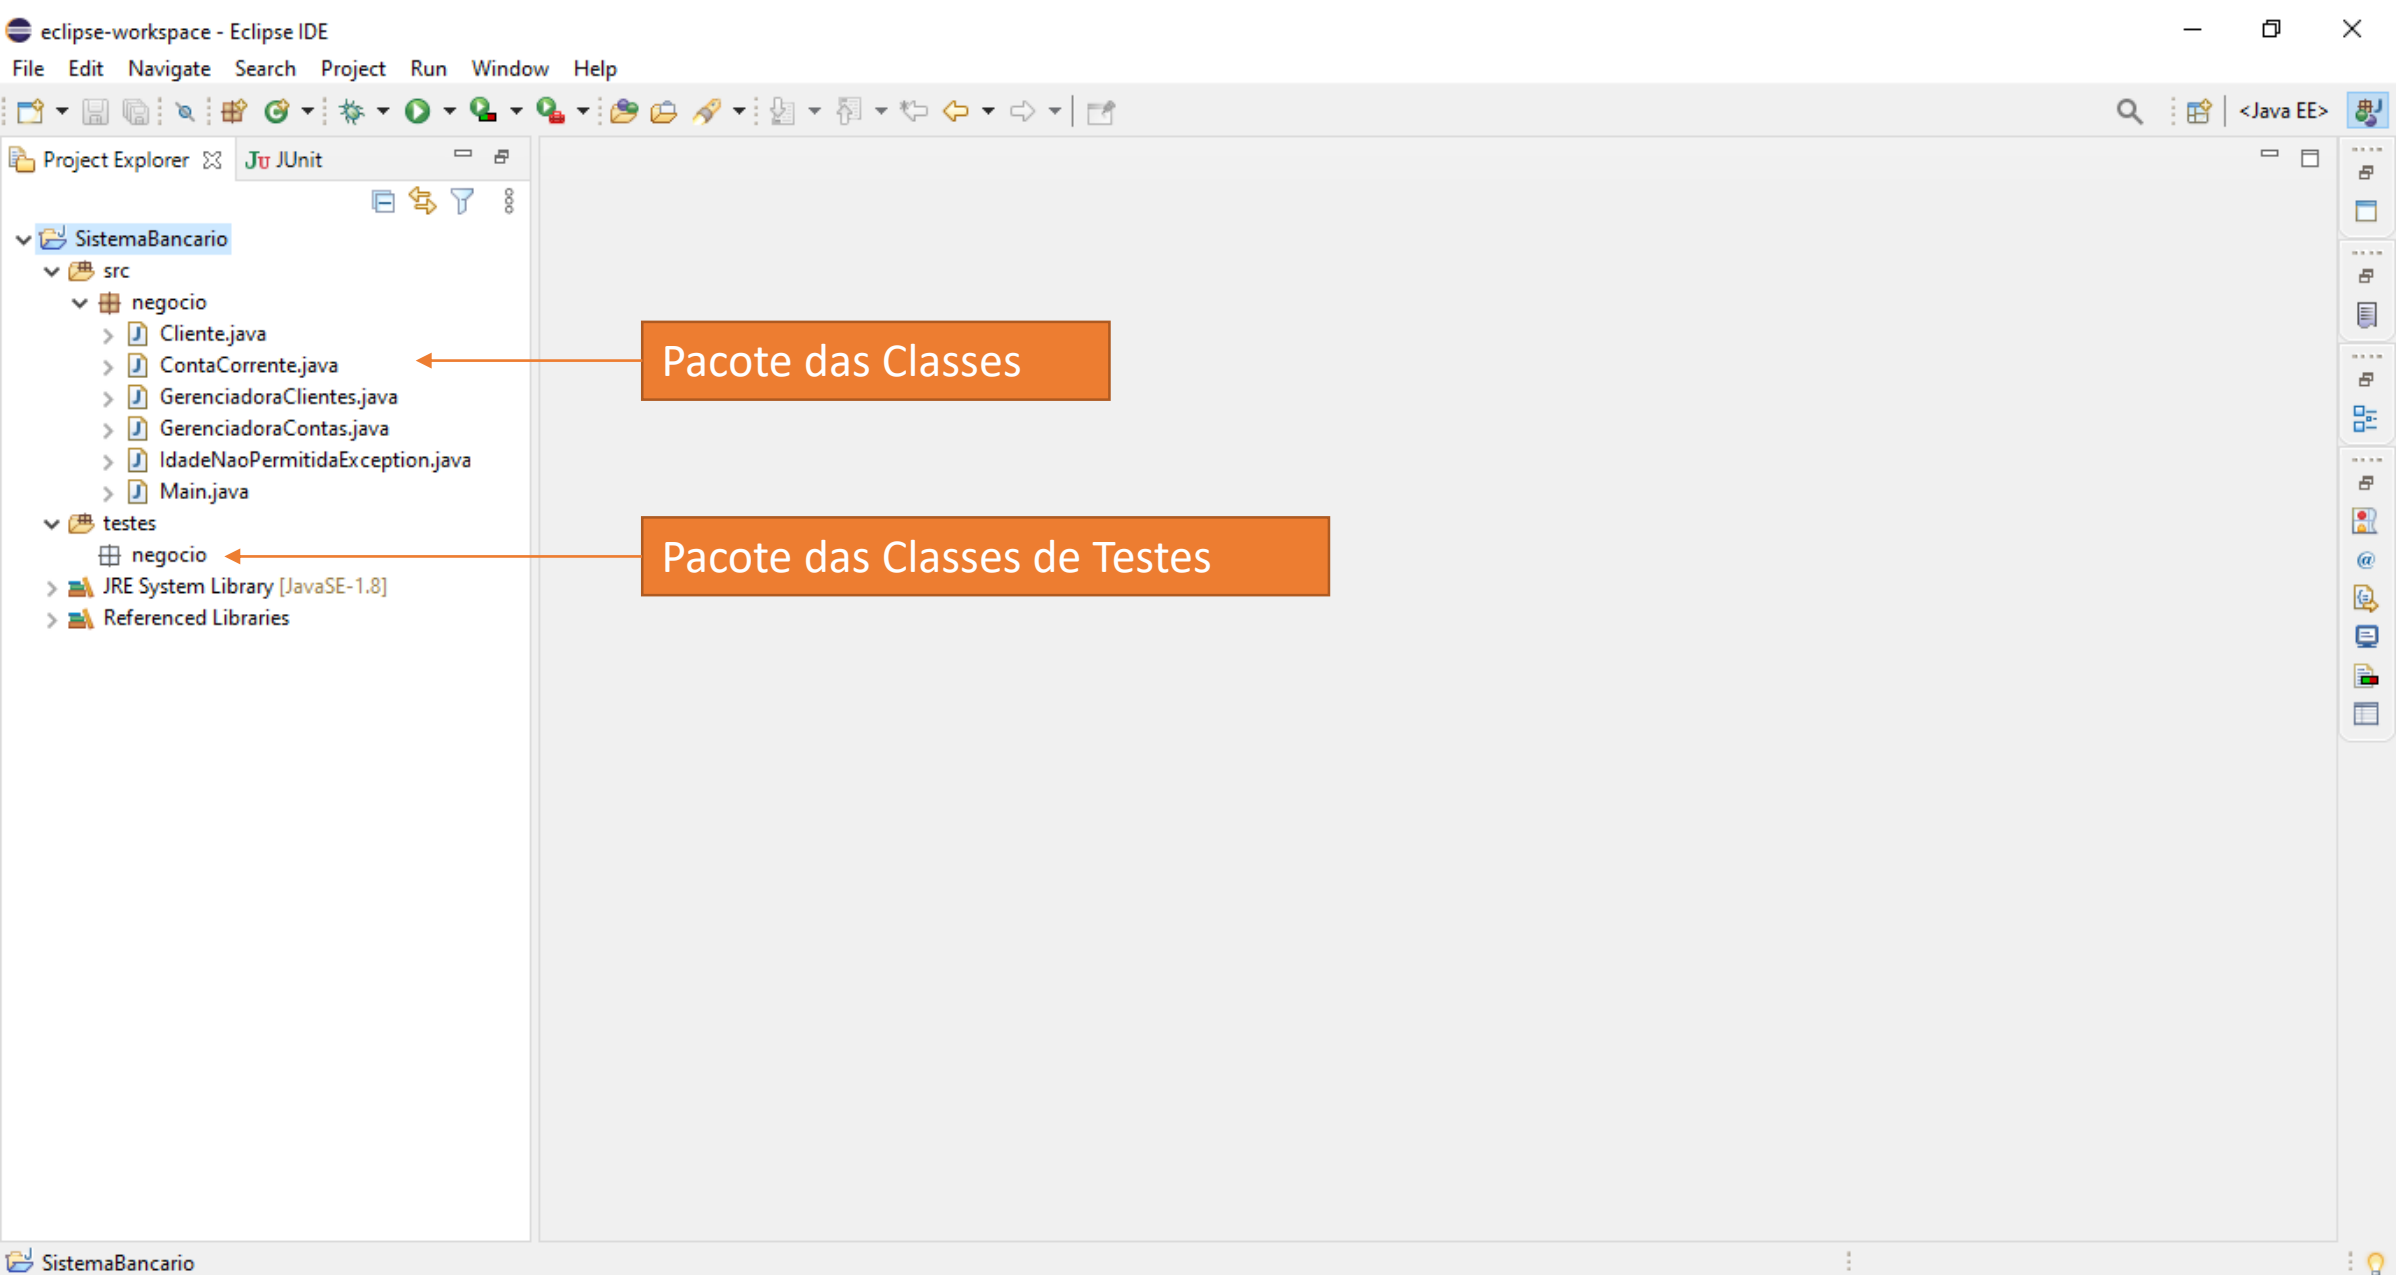 eclipse-workspace - Eclipse IDE
File Edit Navigate Search Project Run Window Help
<Java EE>
Project Explorer JUnit
SistemaBancario
src
negocio
Cliente.java
ContaCorrente.java
GerenciadoraClientes.java
GerenciadoraContas.java
IdadeNaoPermitidaException.java
Main.java
testes
negocio
JRE System Library [JavaSE-1.8]
Referenced Libraries
Pacote das Classes
Pacote das Classes de Testes
SistemaBancario